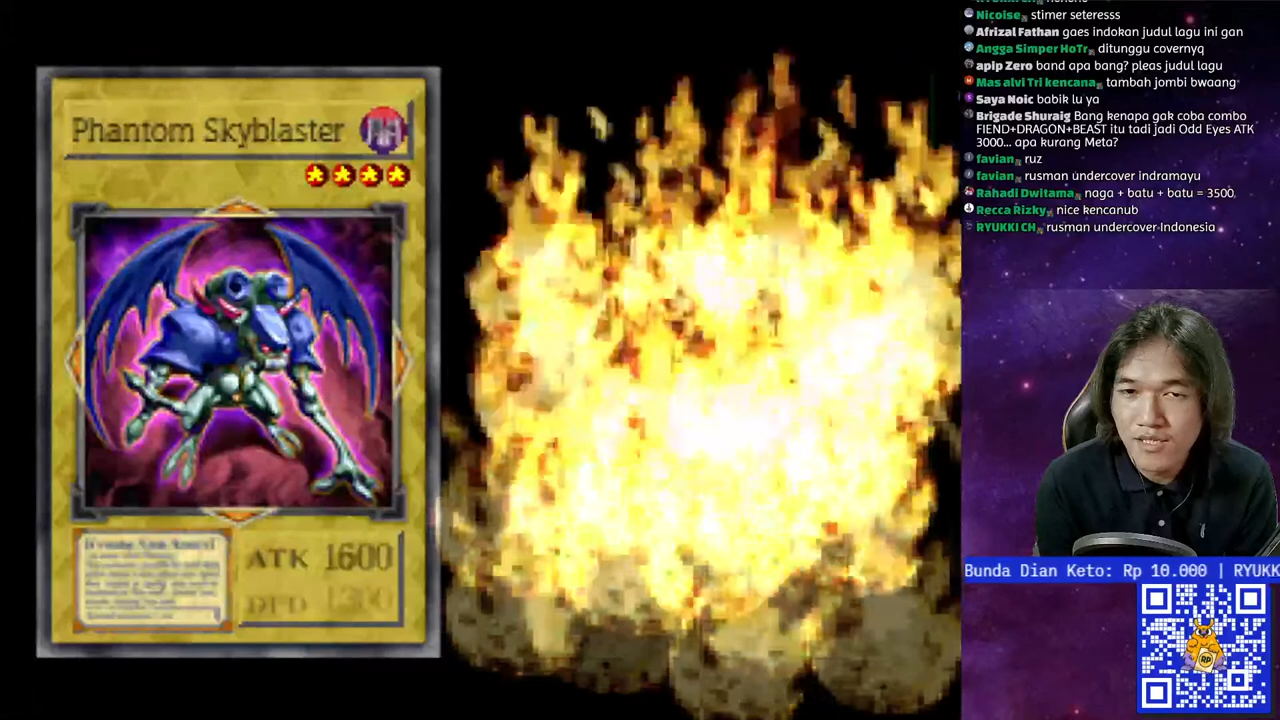 Phantom Skyblaster
ATK 1600
DFD 1300
Nicoise stimer seteresss
Afrizal Fathan gaes indokan judul lagu ini gan
Angga Simper HoTr ditunggu covernyq
apip Zero band apa bang? pleas judul lagu
Mas alvi Tri kencana tambah jombi bwaang
Saya Noic babik lu ya
Brigade Shuraig Bang kenapa gak coba combo
FIEND+DRAGON+BEAST itu tadi jadi Odd Eyes ATK
3000... apa kurang Meta?
favian ruz
favian rusman undercover indramayu
Rahadi Dwitama naga + batu + batu = 3500
Recca Rizky nice kencanub
RYUKKI CH rusman undercover Indonesia
Bunda Dian Keto: Rp 10.000 | RYUKK
RP